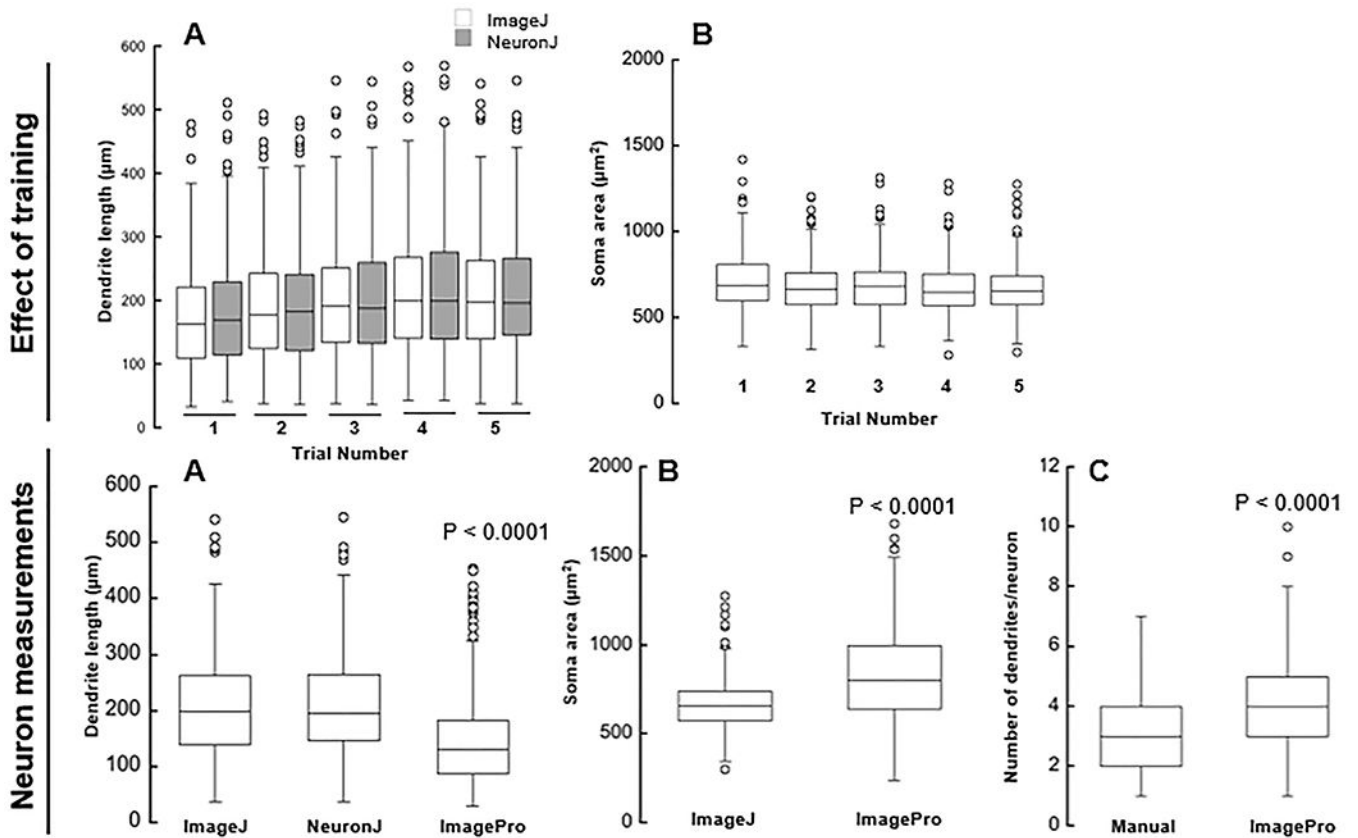 Effect of training
A
ImageJ
NeuronJ
Dendrite length (µm)
600
500
400
300
200
100
0
1 2 3 4 5
Trial Number
B
Soma area (µm²)
2000
1500
1000
500
0
1 2 3 4 5
Trial Number
Neuron measurements
A
Dendrite length (µm)
600
500
400
300
200
100
0
P < 0.0001
ImageJ NeuronJ ImagePro
B
Soma area (µm²)
2000
1500
1000
500
0
P < 0.0001
ImageJ ImagePro
C
Number of dendrites/neuron
12
10
8
6
4
2
0
P < 0.0001
Manual ImagePro